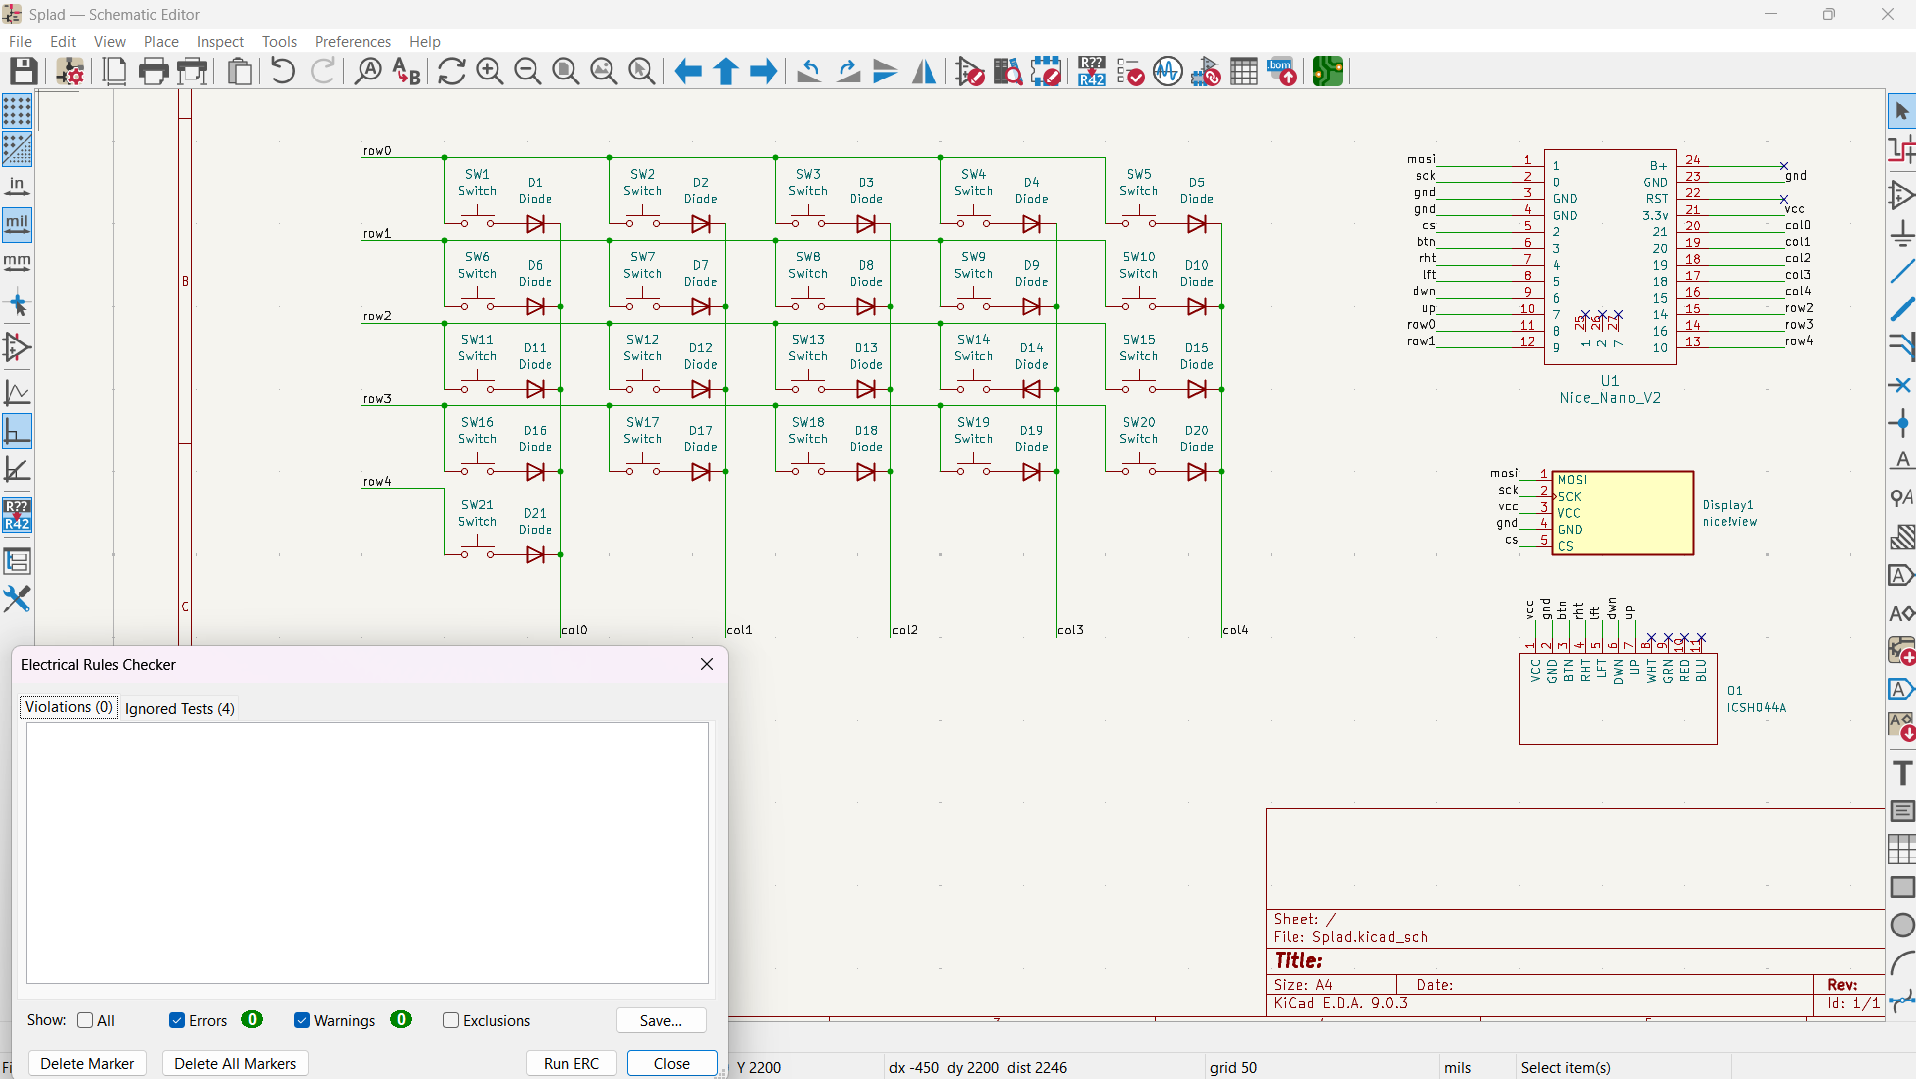 Splad — Schematic Editor
File Edit View Place Inspect Tools Preferences Help
row0
SW1 Switch D1 Diode SW2 Switch D2 Diode SW3 Switch D3 Diode SW4 Switch D4 Diode SW5 Switch D5 Diode
row1
SW6 Switch D6 Diode SW7 Switch D7 Diode SW8 Switch D8 Diode SW9 Switch D9 Diode SW10 Switch D10 Diode
row2
SW11 Switch D11 Diode SW12 Switch D12 Diode SW13 Switch D13 Diode SW14 Switch D14 Diode SW15 Switch D15 Diode
row3
SW16 Switch D16 Diode SW17 Switch D17 Diode SW18 Switch D18 Diode SW19 Switch D19 Diode SW20 Switch D20 Diode
row4
SW21 Switch D21 Diode
col0 col1 col2 col3 col4
B
C
in
mil
mm
R??
R42
A
B
R??
R42
.bom
mosi 1 1 B+ 24
sck 2 0 GND 23 gnd
gnd 3 GND RST 22
gnd 4 GND 3.3v 21 vcc
cs 5 2 21 20 col0
btn 6 3 20 19 col1
rht 7 4 19 18 col2
lft 8 5 18 17 col3
dwn 9 6 15 16 col4
up 10 7 14 15 row2
row0 11 8 16 14 row3
row1 12 9 10 13 row4
25 26 27
1 2 7
U1
Nice_Nano_V2
mosi 1 MOSI
sck 2 SCK
vcc 3 VCC
gnd 4 GND
cs 5 CS
Display1
nice!view
vcc gnd btn rht lft dwn up
1 2 3 4 5 6 7 8 9 10 11
VCC GND BTN RHT LFT DWN UP WHT GRN RED BLU
O1
ICSH044A
Electrical Rules Checker
Violations (0) Ignored Tests (4)
Show: All Errors 0 Warnings 0 Exclusions Save...
Delete Marker Delete All Markers Run ERC Close
Sheet: /
File: Splad.kicad_sch
Title:
Size: A4 Date: Rev:
KiCad E.D.A. 9.0.3 Id: 1/1
Y 2200 dx -450 dy 2200 dist 2246 grid 50 mils Select item(s)